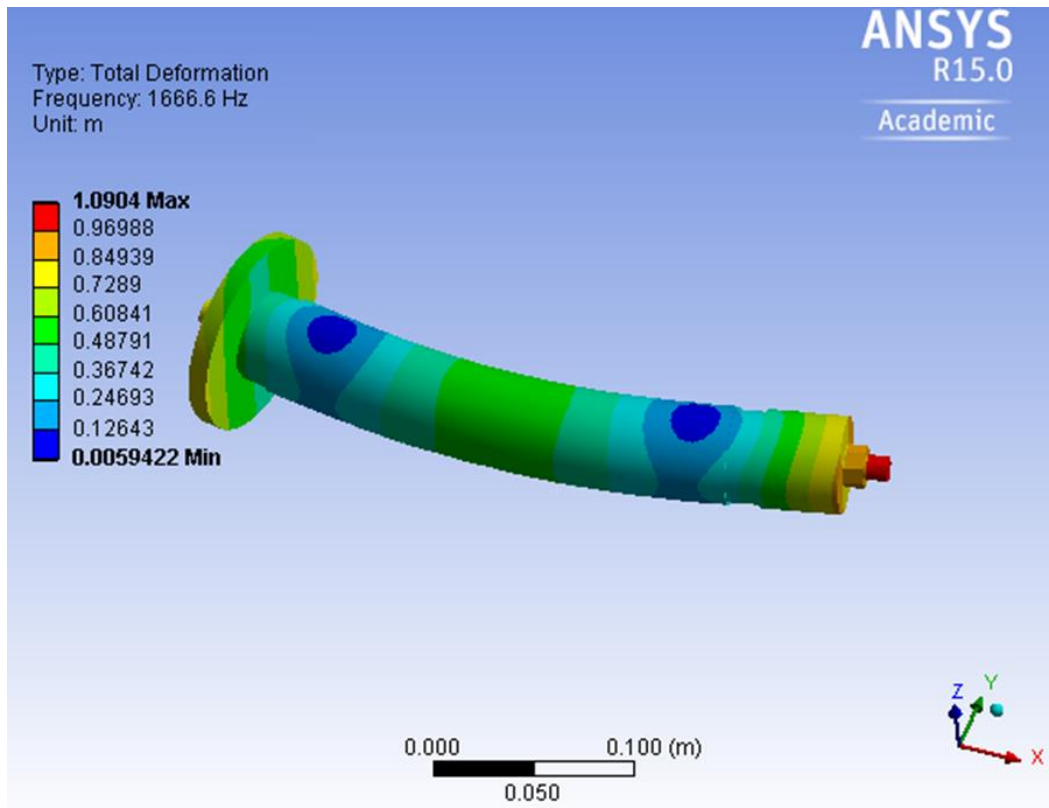 ANSYS
R15.0
Academic
Type: Total Deformation
Frequency: 1666.6 Hz
Unit: m
1.0904 Max
0.96988
0.84939
0.7289
0.60841
0.48791
0.36742
0.24693
0.12643
0.0059422 Min
0.000
0.100 (m)
0.050
Z
Y
X